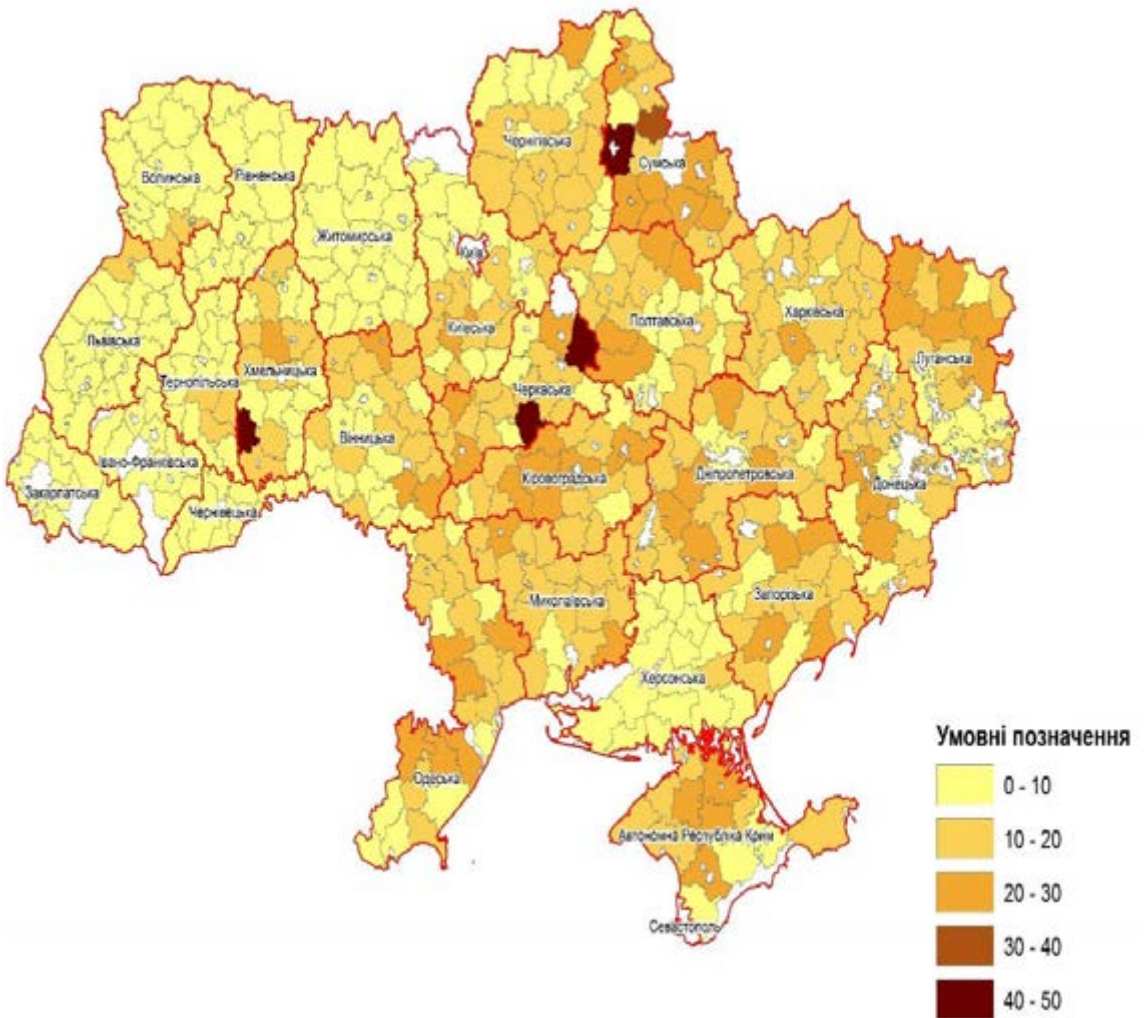 Чернігівська
Сумська
Волинська
Рівненська
Житомирська
Київ
Київська
Полтавська
Харківська
Луганська
Львівська
Тернопільська
Хмельницька
Черкаська
Вінницька
Івано-Франківська
Закарпатська
Чернівецька
Кіровоградська
Дніпропетровська
Донецька
Миколаївська
Запорізька
Херсонська
Одеська
Автономна Республіка Крим
Севастополь
Умовні позначення
0 - 10
10 - 20
20 - 30
30 - 40
40 - 50